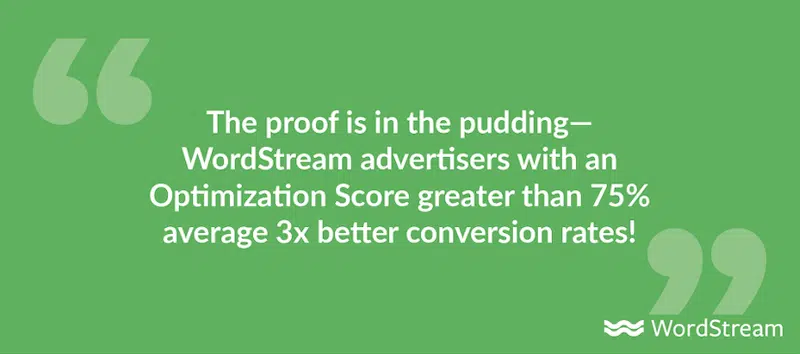 The proof is in the pudding—
WordStream advertisers with an
Optimization Score greater than 75%
average 3x better conversion rates!
WordStream